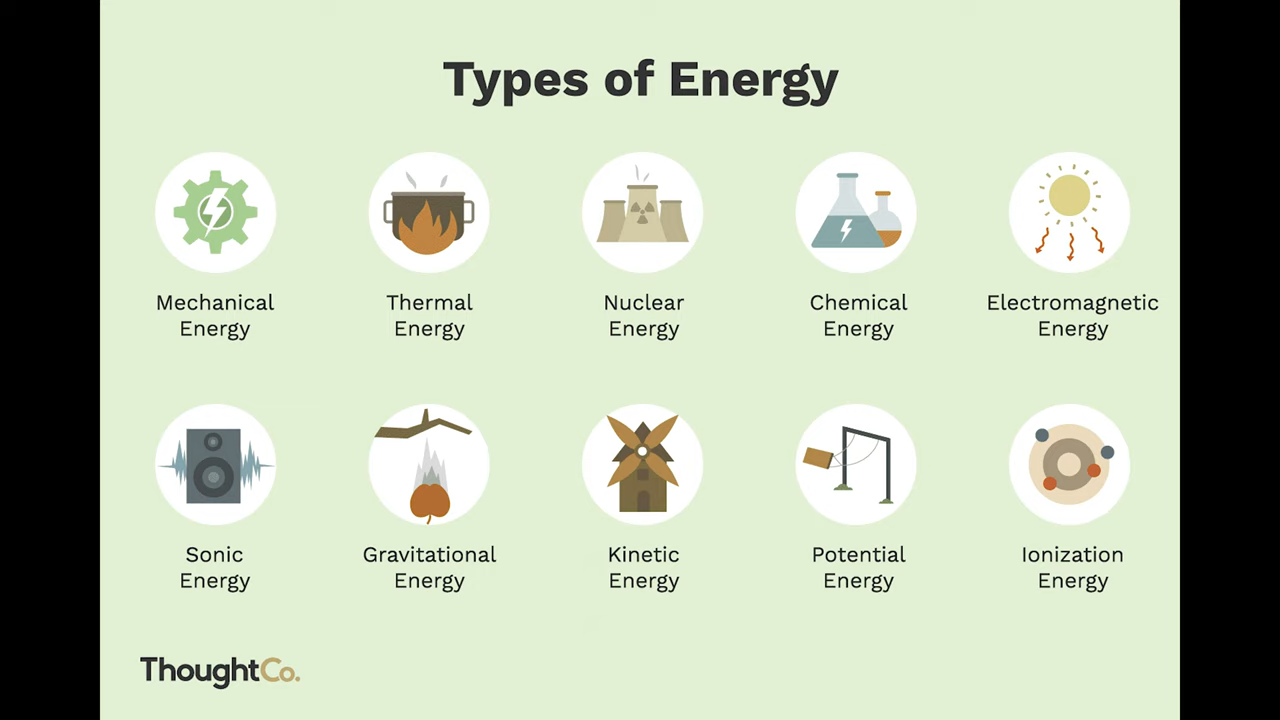 Types of Energy
Mechanical
Energy
Thermal
Energy
Nuclear
Energy
Chemical
Energy
Electromagnetic
Energy
Sonic
Energy
Gravitational
Energy
Kinetic
Energy
Potential
Energy
Ionization
Energy
ThoughtCo.